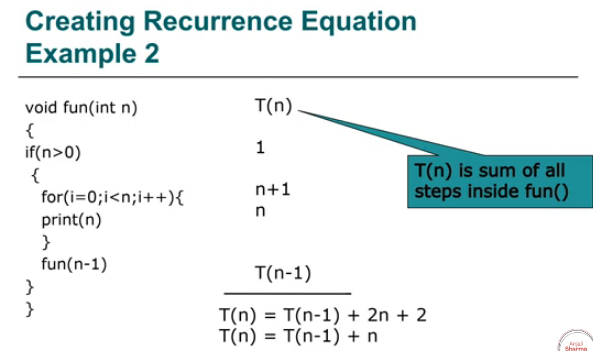 Creating Recurrence Equation
Example 2
void fun(int n) T(n)
{
if(n>0) 1
{
for(i=0;i<n;i++){ n+1
print(n) n
}
fun(n-1) T(n-1)
}
}
T(n) is sum of all
steps inside fun()
T(n) = T(n-1) + 2n + 2
T(n) = T(n-1) + n
Anjali
Sharma